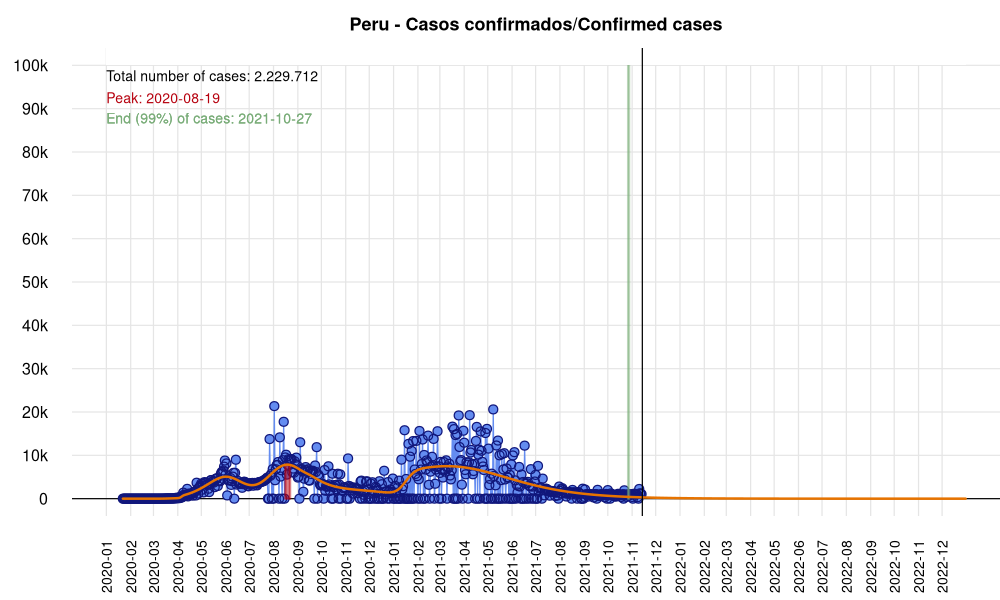 Peru - Casos confirmados/Confirmed cases
100k
Total number of cases: 2.229.712
Peak: 2020-08-19
90k
End (99%) of cases: 2021-10-27
80k
70k
60k
50k
40k
30k
20k
10k
0
2020-01
2020-02
2020-03
2020-04
2020-05
2020-06
2020-07
2020-08
2020-09
2020-10
2020-11
2020-12
2021-01
2021-02
2021-03
2021-04
2021-05
2021-06
2021-07
2021-08
2021-09
2021-10
2021-11
2021-12
2022-01
2022-02
2022-03
2022-04
2022-05
2022-06
2022-07
2022-08
2022-09
2022-10
2022-11
2022-12